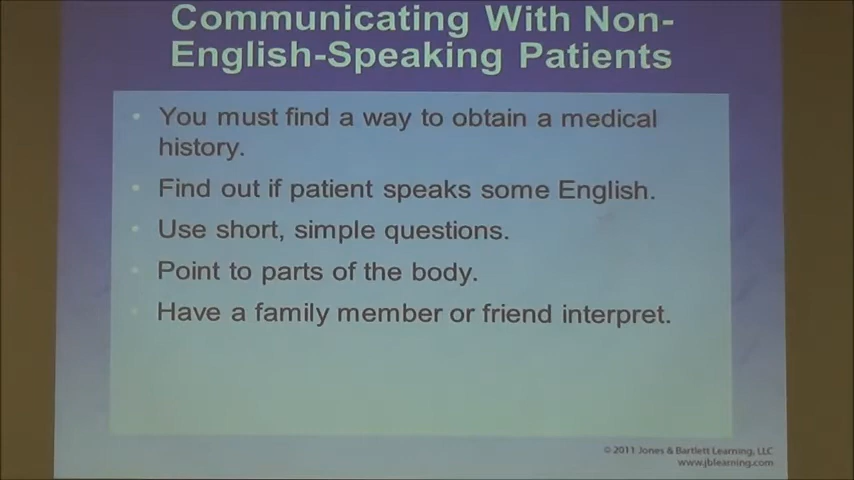 Communicating With Non-
English-Speaking Patients
• You must find a way to obtain a medical
history.
• Find out if patient speaks some English.
• Use short, simple questions.
• Point to parts of the body.
• Have a family member or friend interpret.
© 2011 Jones & Bartlett Learning, LLC
www.jblearning.com